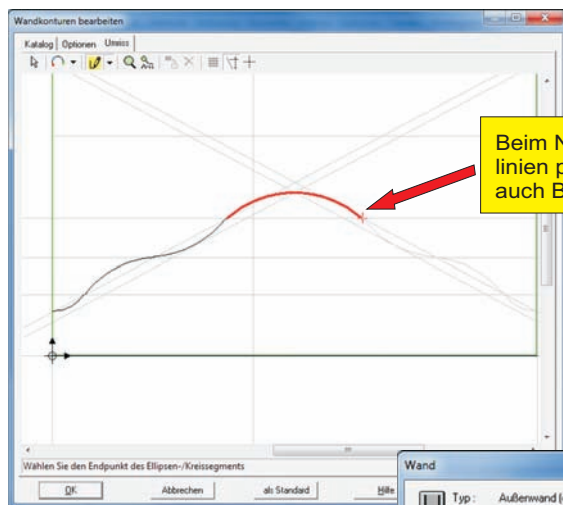 Wandkonturen bearbeiten
Katalog Optionen Umriss
Beim
linien
auch
Wählen Sie den Endpunkt des Ellipsen-/Kreissegments
OK Abbrechen als Standard Hilfe
Wand
Typ: Außenwand